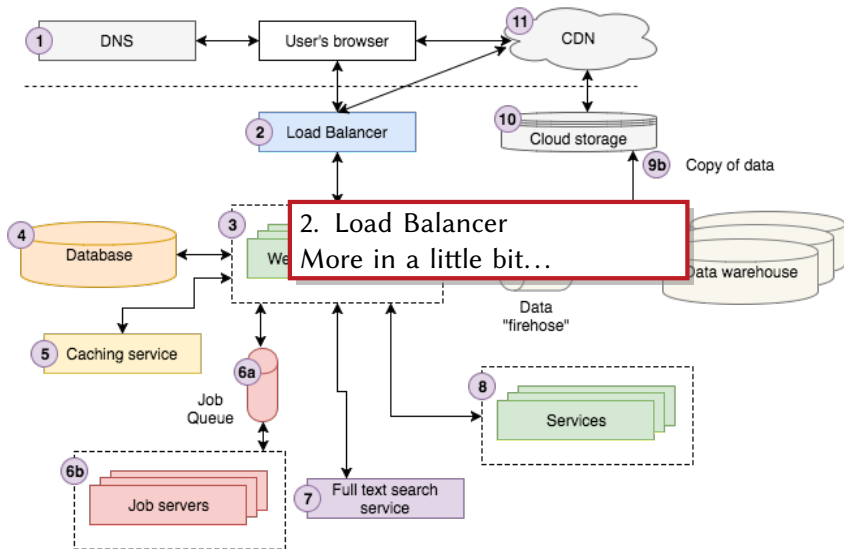 11
1
DNS
User's browser
CDN
2
Load Balancer
10
Cloud storage
9b
Copy of data
3
2. Load Balancer
More in a little bit...
4
Database
We
Data warehouse
Data
"firehose"
5
Caching service
6a
Job
Queue
8
Services
6b
Job servers
7
Full text search
service